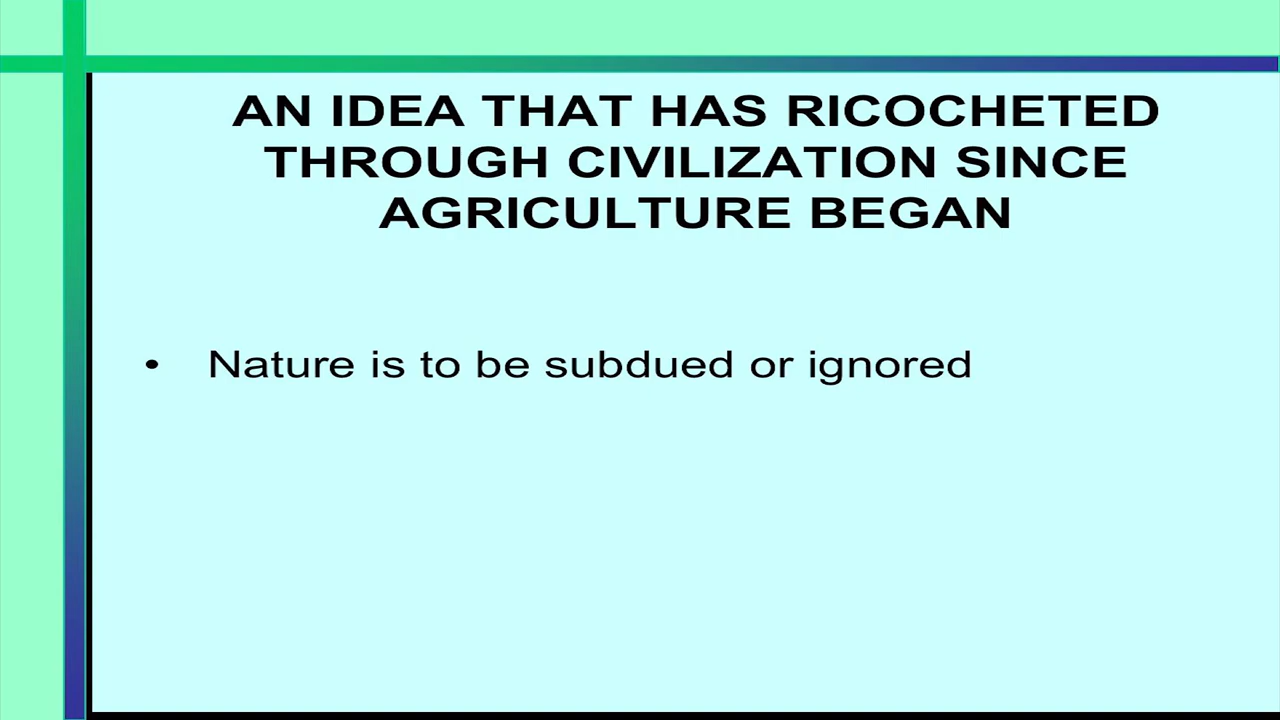 AN IDEA THAT HAS RICOCHETED
THROUGH CIVILIZATION SINCE
AGRICULTURE BEGAN
• Nature is to be subdued or ignored